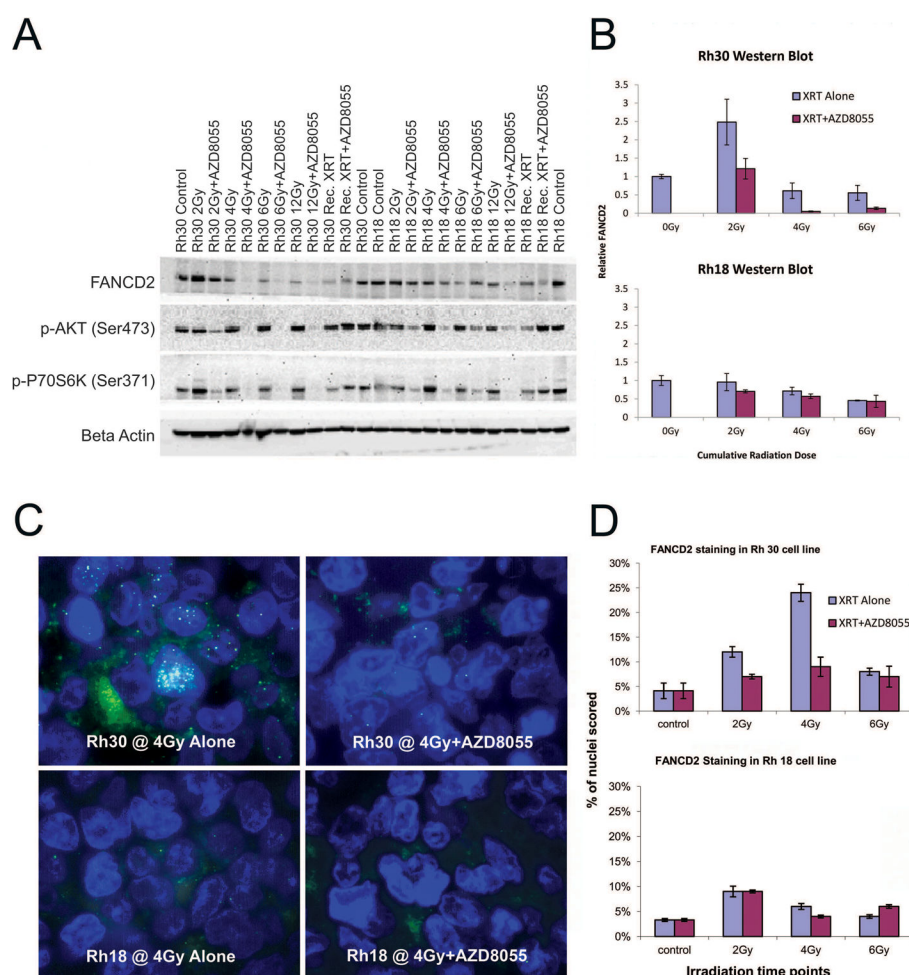 A
Rh30 Control
Rh30 2Gy
Rh30 2Gy+AZD8055
Rh30 4Gy
Rh30 4Gy+AZD8055
Rh30 6Gy
Rh30 6Gy+AZD8055
Rh30 12Gy
Rh30 12Gy+AZD8055
Rh30 Rec. XRT
Rh30 Rec. XRT+AZD8055
Rh30 Control
Rh18 Control
Rh18 2Gy
Rh18 2Gy+AZD8055
Rh18 4Gy
Rh18 4Gy+AZD8055
Rh18 6Gy
Rh18 6Gy+AZD8055
Rh18 12Gy
Rh18 12Gy+AZD8055
Rh18 Rec. XRT
Rh18 Rec. XRT+AZD8055
Rh18 Control
FANCD2
p-AKT (Ser473)
p-P70S6K (Ser371)
Beta Actin
B
Rh30 Western Blot
3.5
3
2.5
2
1.5
1
0.5
0
XRT Alone
XRT+AZD8055
0Gy
2Gy
4Gy
6Gy
Relative FANCD2
Rh18 Western Blot
3.5
3
2.5
2
1.5
1
0.5
0
0Gy
2Gy
4Gy
6Gy
Cumulative Radiation Dose
C
Rh30 @ 4Gy Alone
Rh30 @ 4Gy+AZD8055
Rh18 @ 4Gy Alone
Rh18 @ 4Gy+AZD8055
D
FANCD2 staining in Rh 30 cell line
30%
25%
20%
15%
10%
5%
0%
XRT Alone
XRT+AZD8055
control
2Gy
4Gy
6Gy
% of nuclei scored
FANCD2 Staining in Rh 18 cell line
30%
25%
20%
15%
10%
5%
0%
control
2Gy
4Gy
6Gy
Irradiation time points